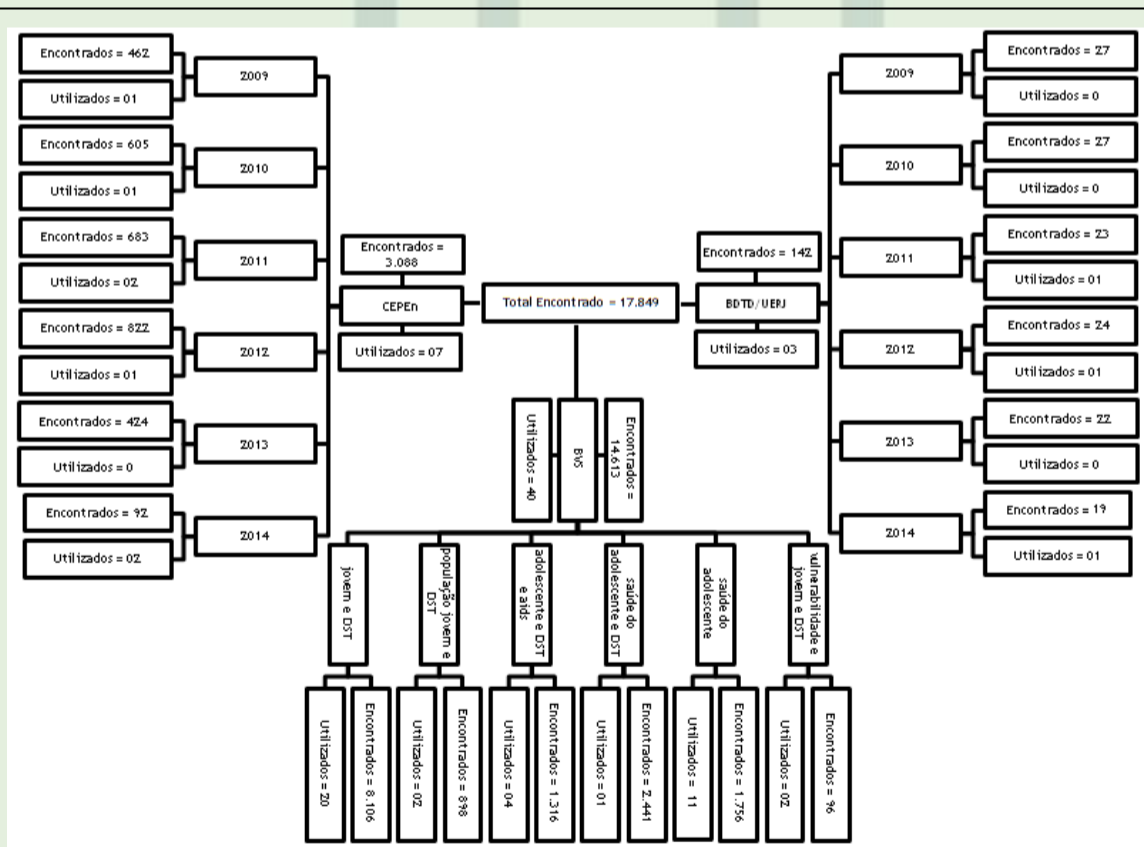 Encontrados = 462
2009
Utilizados = 01
Encontrados = 605
2010
Utilizados = 01
Encontrados = 683
2011
Utilizados = 02
Encontrados = 822
2012
Utilizados = 01
Encontrados = 424
2013
Utilizados = 0
Encontrados = 92
2014
Utilizados = 02
Encontrados =
3.088
CEPEn
Utilizados = 07
Total Encontrado = 17.849
Encontrados = 142
BDTD/UERJ
Utilizados = 03
Encontrados = 27
2009
Utilizados = 0
Encontrados = 27
2010
Utilizados = 0
Encontrados = 23
2011
Utilizados = 01
Encontrados = 24
2012
Utilizados = 01
Encontrados = 22
2013
Utilizados = 0
Encontrados = 19
2014
Utilizados = 01
Utilizados = 40
BVS
Encontrados =
14.613
jovem e DST
Utilizados = 20
Encontrados = 8.106
população jovem e
DST
Utilizados = 02
Encontrados = 898
adolescente e DST
e aids
Utilizados = 04
Encontrados = 1.316
saúde do
adolescente e DST
Utilizados = 01
Encontrados = 2.441
saúde do
adolescente
Utilizados = 11
Encontrados = 1.756
vulnerabilidade e
jovem e DST
Utilizados = 02
Encontrados = 96